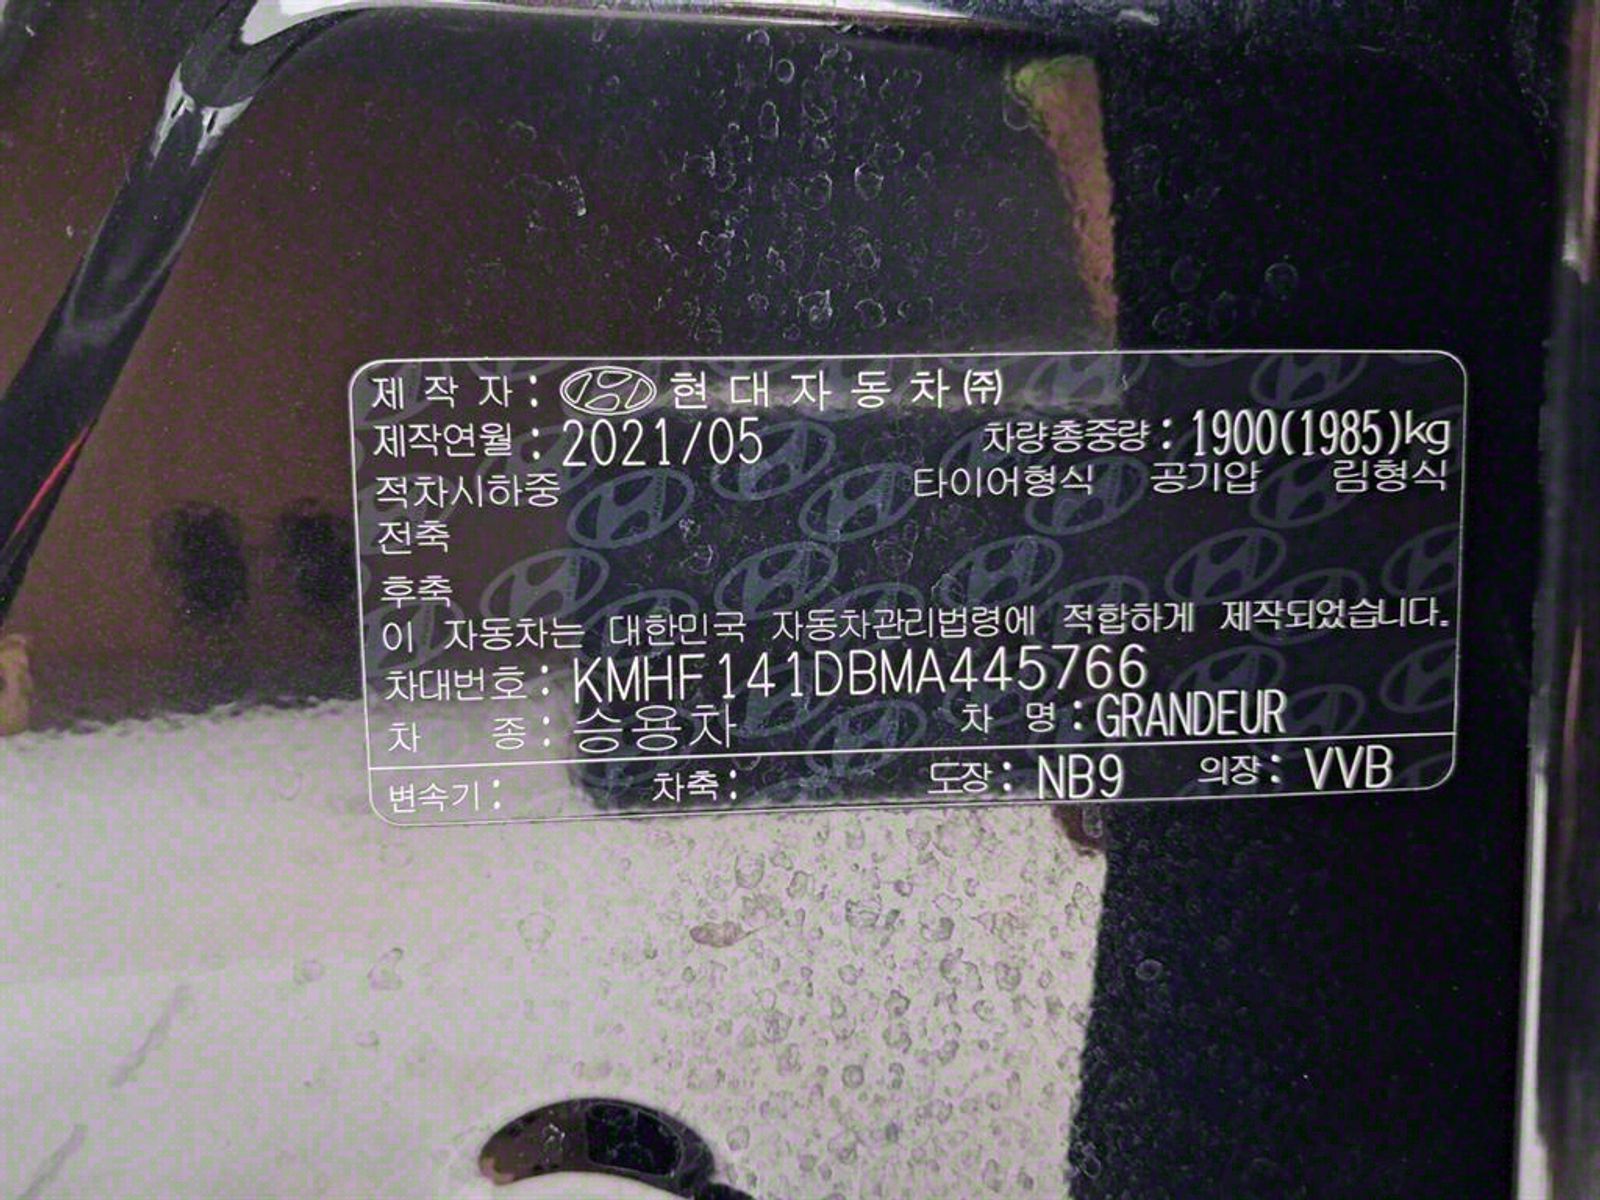 제 작 자 : HYUNDAI 현 대 자 동 차 ㈜
제작연월 : 2021/05 차량총중량 : 1900(1985)kg
적차시하중 타이어형식 공기압 림형식
전축
후축
이 자동차는 대한민국 자동차관리법령에 적합하게 제작되었습니다.
차대번호 : KMHF141DBMA445766
차 종 : 승용차 차 명 : GRANDEUR
변속기 : 차축 : 도장 : NB9 의장 : VVB